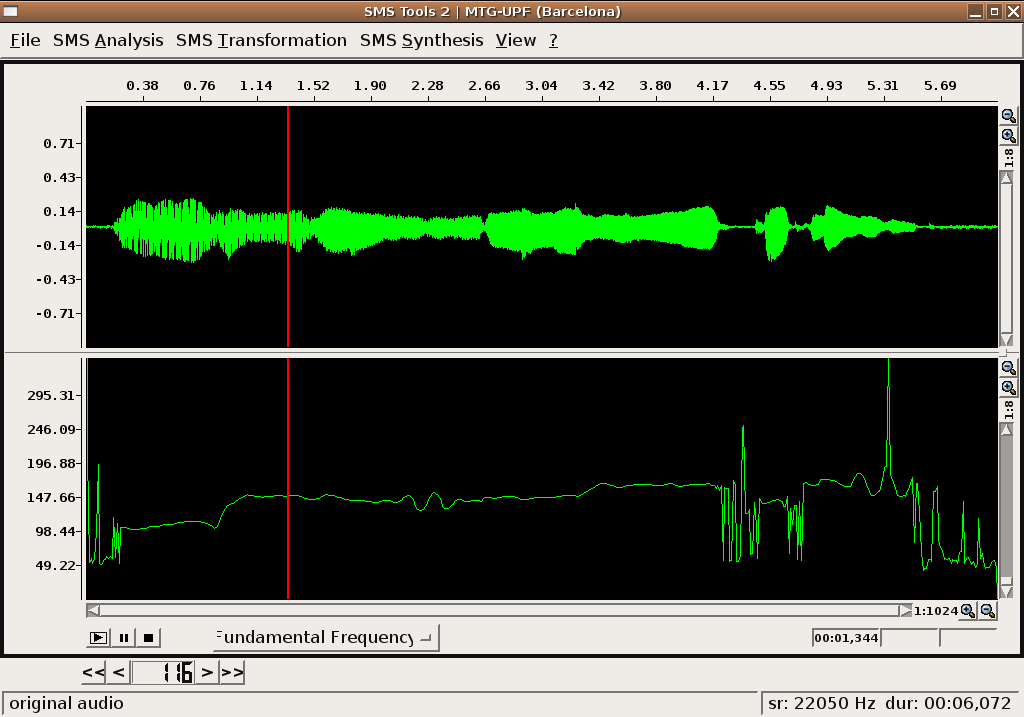 SMS Tools 2 | MTG-UPF (Barcelona)
File SMS Analysis SMS Transformation SMS Synthesis View ?
0.38 0.76 1.14 1.52 1.90 2.28 2.66 3.04 3.42 3.80 4.17 4.55 4.93 5.31 5.69
0.71
0.43
0.14
-0.14
-0.43
-0.71
1:8
295.31
246.09
196.88
147.66
98.44
49.22
1:8
1:1024
Fundamental Frequency
00:01,344
<< < 116 > >>
original audio
sr: 22050 Hz dur: 00:06,072